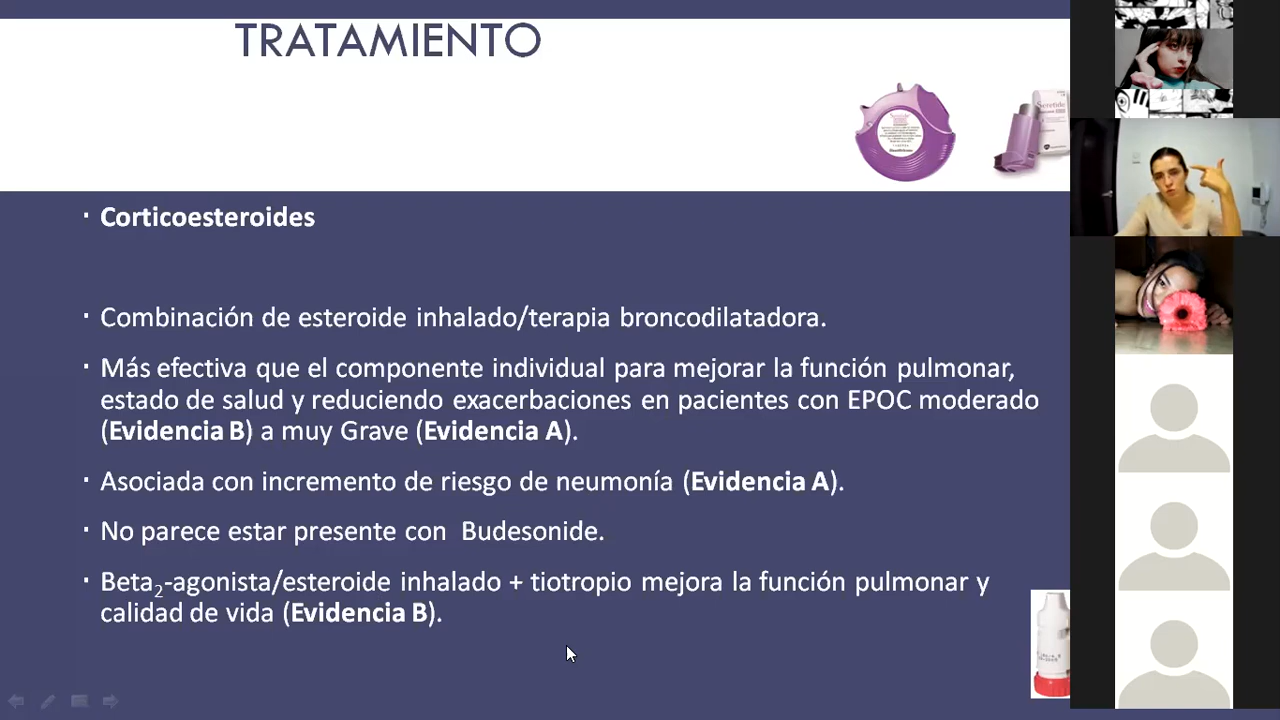 TRATAMIENTO
Seretide
Seretide
· Corticoesteroides
· Combinación de esteroide inhalado/terapia broncodilatadora.
· Más efectiva que el componente individual para mejorar la función pulmonar,
estado de salud y reduciendo exacerbaciones en pacientes con EPOC moderado
(Evidencia B) a muy Grave (Evidencia A).
· Asociada con incremento de riesgo de neumonía (Evidencia A).
· No parece estar presente con Budesonide.
· Beta2-agonista/esteroide inhalado + tiotropio mejora la función pulmonar y
calidad de vida (Evidencia B).